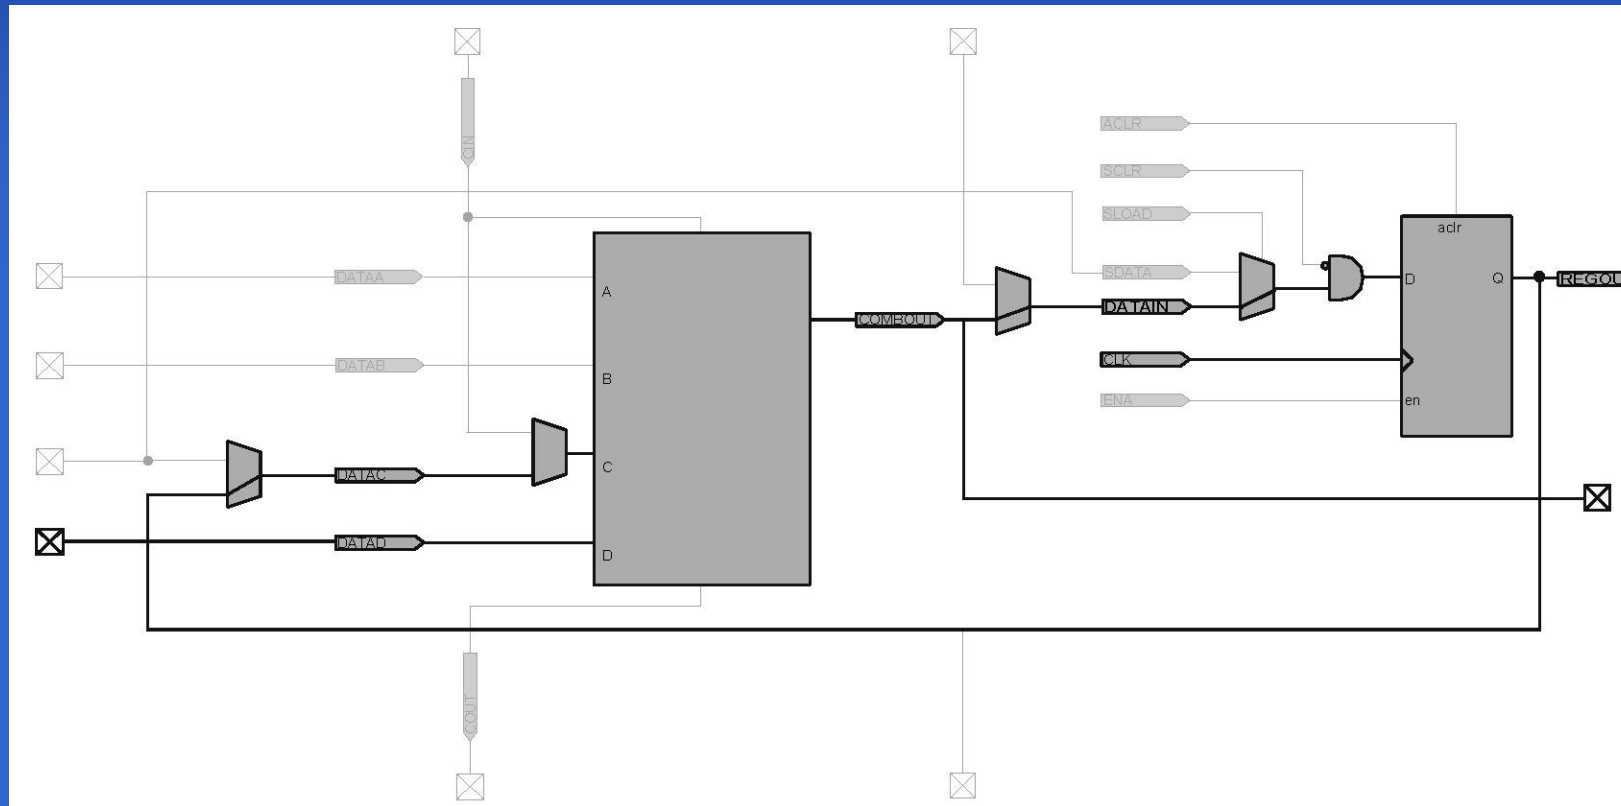 CIN
ACLR
SCLR
SLOAD
aclr
DATAA
SDATA
A
D
Q
REGOU
DATAIN
COMBOUT
CLK
DATAB
B
ENA
en
C
DATAC
DATAD
D
COUT